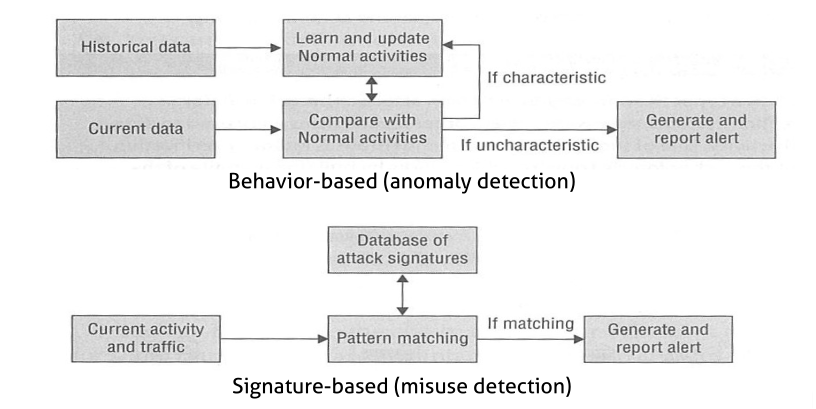 Historical data
Learn and update
Normal activities
If characteristic
Current data
Compare with
Normal activities
If uncharacteristic
Generate and
report alert
Behavior-based (anomaly detection)
Database of
attack signatures
Current activity
and traffic
Pattern matching
If matching
Generate and
report alert
Signature-based (misuse detection)